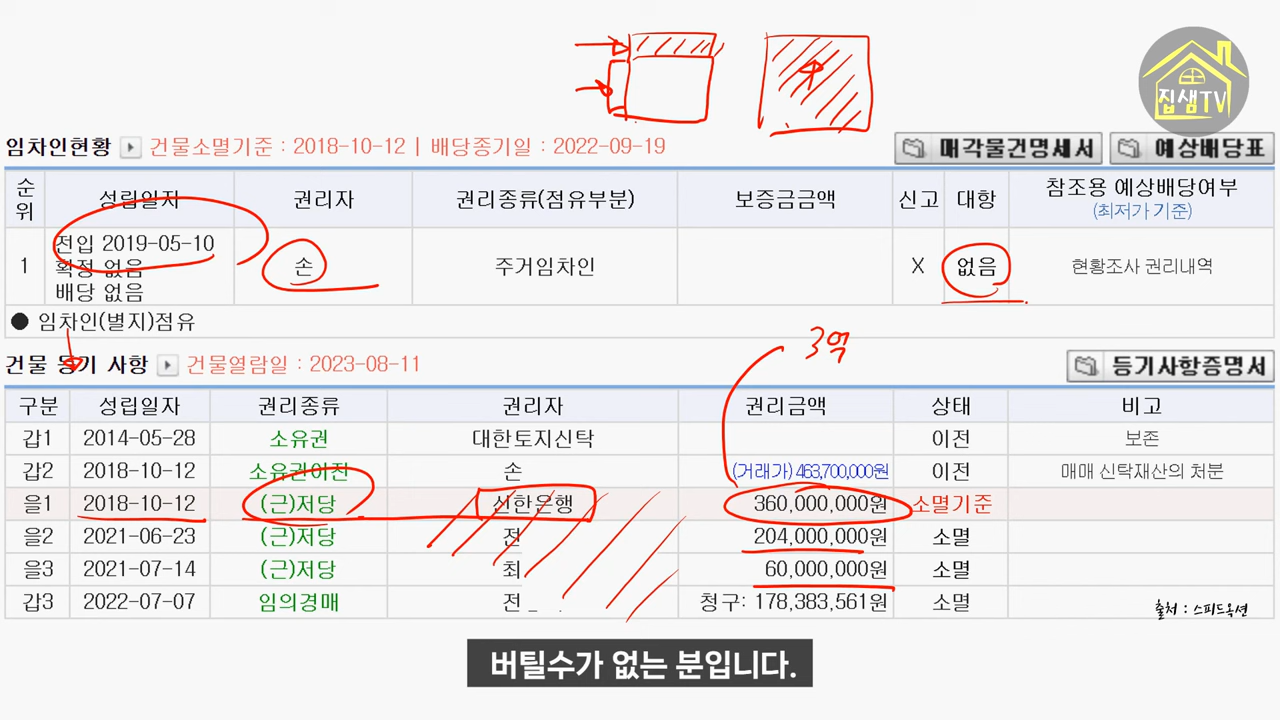 집샘TV
임차인현황 건물소멸기준 : 2018-10-12 | 배당종기일 : 2022-09-19 매각물건명세서 예상배당표
순위 성립일자 권리자 권리종류(점유부분) 보증금금액 신고 대항 참조용 예상배당여부 (최저가 기준)
1 전입 2019-05-10 확정 없음 배당 없음 손 주거임차인 X 없음 현황조사 권리내역
● 임차인(별지)점유
3억
건물 등기 사항 건물열람일 : 2023-08-11 등기사항증명서
구분 성립일자 권리종류 권리자 권리금액 상태 비고
갑1 2014-05-28 소유권 대한토지신탁 이전 보존
갑2 2018-10-12 소유권이전 손 (거래가) 463,700,000원 이전 매매 신탁재산의 처분
을1 2018-10-12 (근)저당 신한은행 360,000,000원 소멸기준
을2 2021-06-23 (근)저당 전 204,000,000원 소멸
을3 2021-07-14 (근)저당 최 60,000,000원 소멸
갑3 2022-07-07 임의경매 전 청구: 178,383,561원 소멸
출처 : 스피드옥션
버틸수가 없는 분입니다.